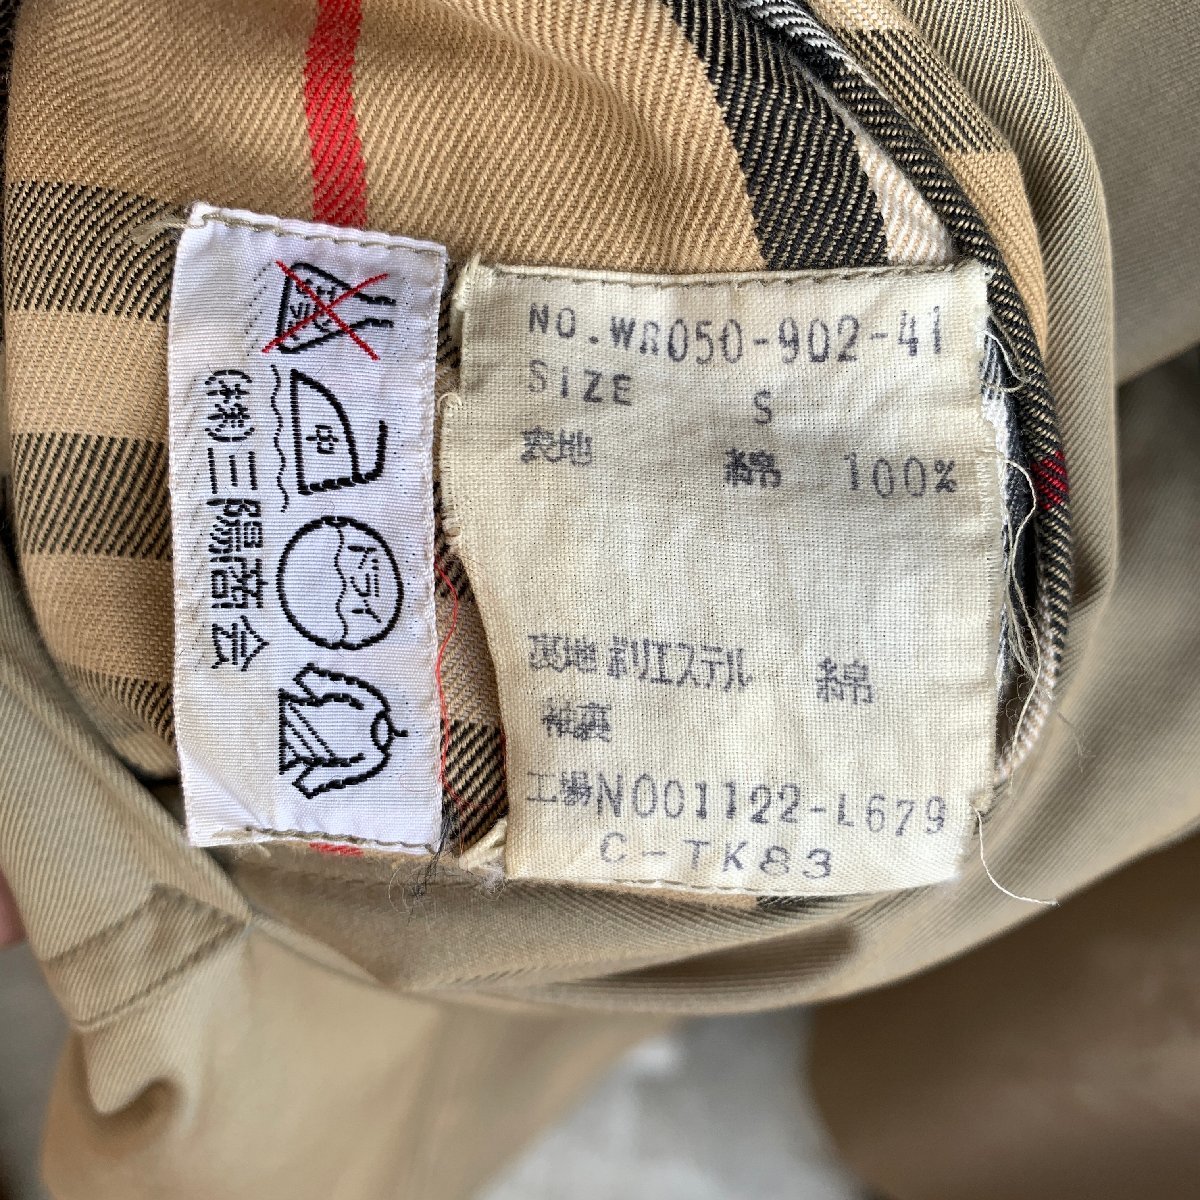 NO.WR050-902-41
SIZE S
表地 綿 100%
裏地 ポリエステル 綿
袖裏
工場NO01122-L679
C-TK83
中
ドライ
(株)三陽商会